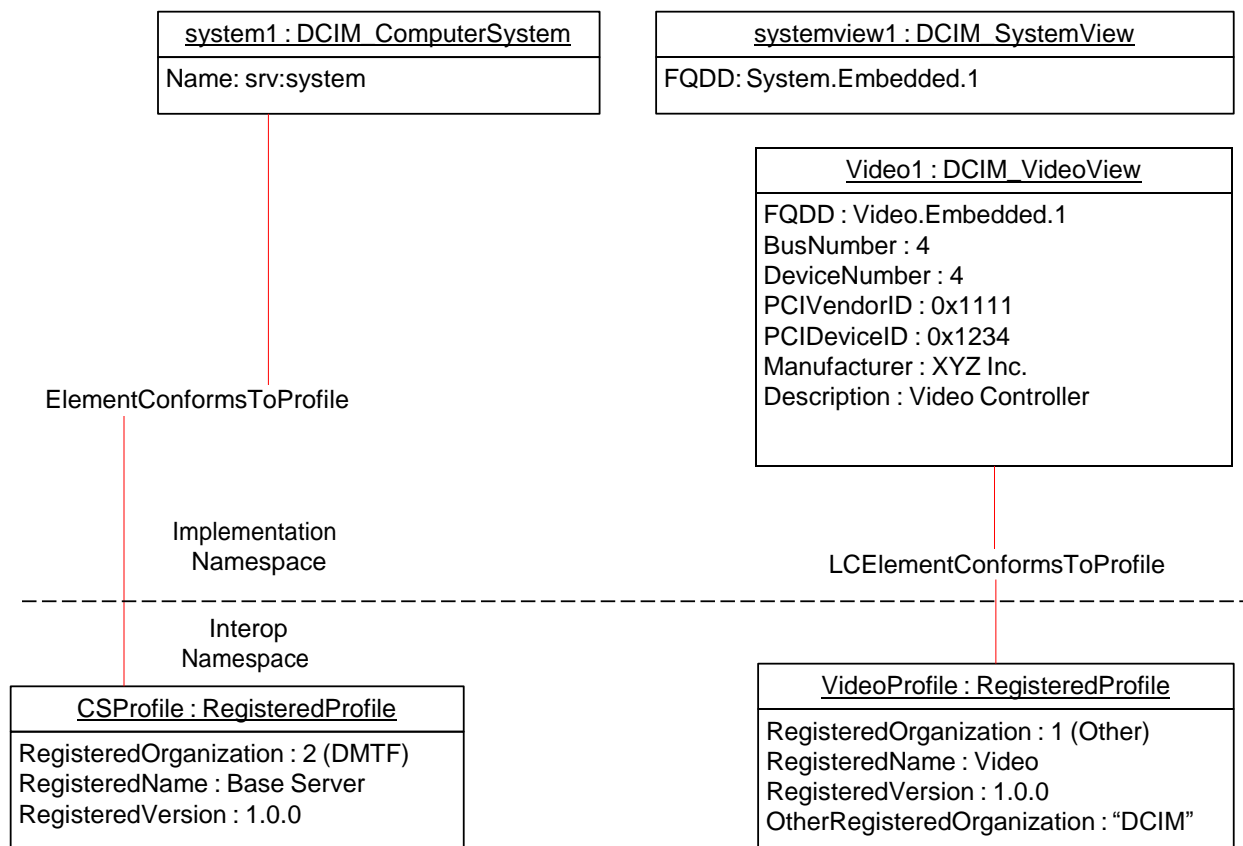 system1 : DCIM_ComputerSystem
Name: srv:system
systemview1 : DCIM_SystemView
FQDD: System.Embedded.1
Video1 : DCIM_VideoView
FQDD : Video.Embedded.1
BusNumber : 4
DeviceNumber : 4
PCIVendorID : 0x1111
PCIDeviceID : 0x1234
Manufacturer : XYZ Inc.
Description : Video Controller
ElementConformsToProfile
Implementation
Namespace
LCElementConformsToProfile
Interop
Namespace
CSProfile : RegisteredProfile
RegisteredOrganization : 2 (DMTF)
RegisteredName : Base Server
RegisteredVersion : 1.0.0
VideoProfile : RegisteredProfile
RegisteredOrganization : 1 (Other)
RegisteredName : Video
RegisteredVersion : 1.0.0
OtherRegisteredOrganization : “DCIM”